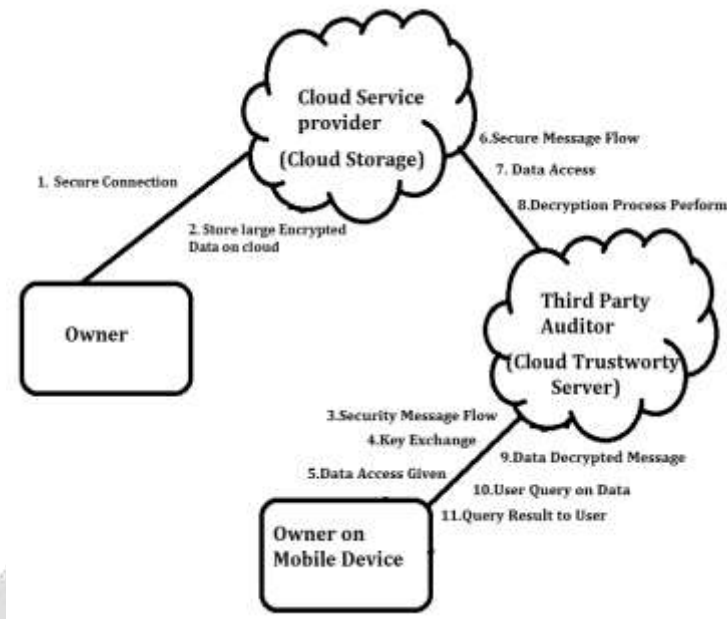 Cloud Service
provider
(Cloud Storage)
6.Secure Message Flow
7. Data Access
8.Decryption Process Perform
1. Secure Connection
2. Store large Encrypted
Data on cloud
Owner
Third Party
Auditor
(Cloud Trustworty
Server)
3.Security Message Flow
4.Key Exchange
5.Data Access Given
9.Data Decrypted Message
10.User Query on Data
11.Query Result to User
Owner on
Mobile Device